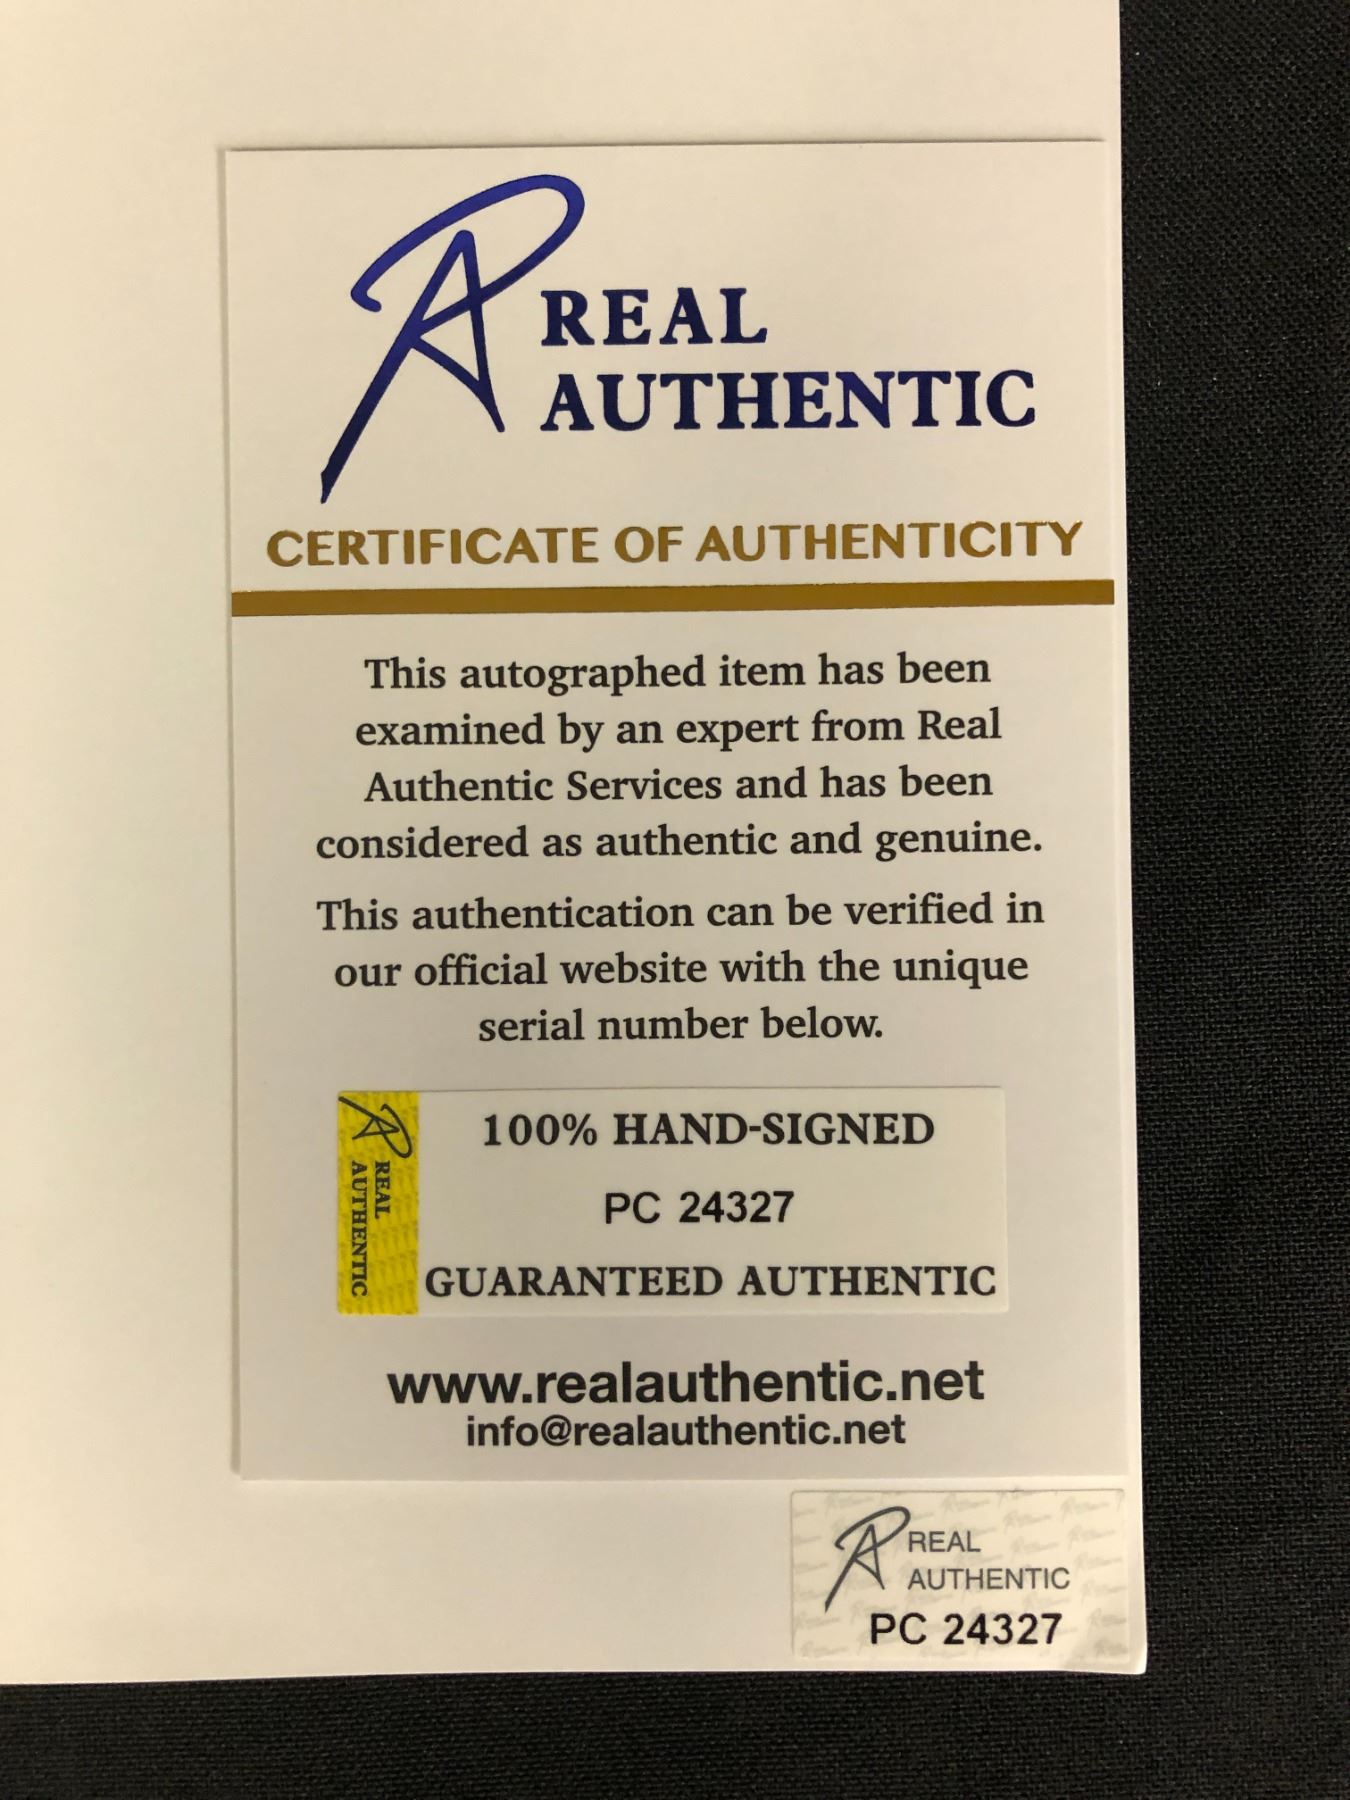 REAL
AUTHENTIC
CERTIFICATE OF AUTHENTICITY
This autographed item has been
examined by an expert from Real
Authentic Services and has been
considered as authentic and genuine.
This authentication can be verified in
our official website with the unique
serial number below.
REAL
AUTHENTIC
100% HAND-SIGNED
PC 24327
GUARANTEED AUTHENTIC
www.realauthentic.net
info@realauthentic.net
REAL
AUTHENTIC
PC 24327